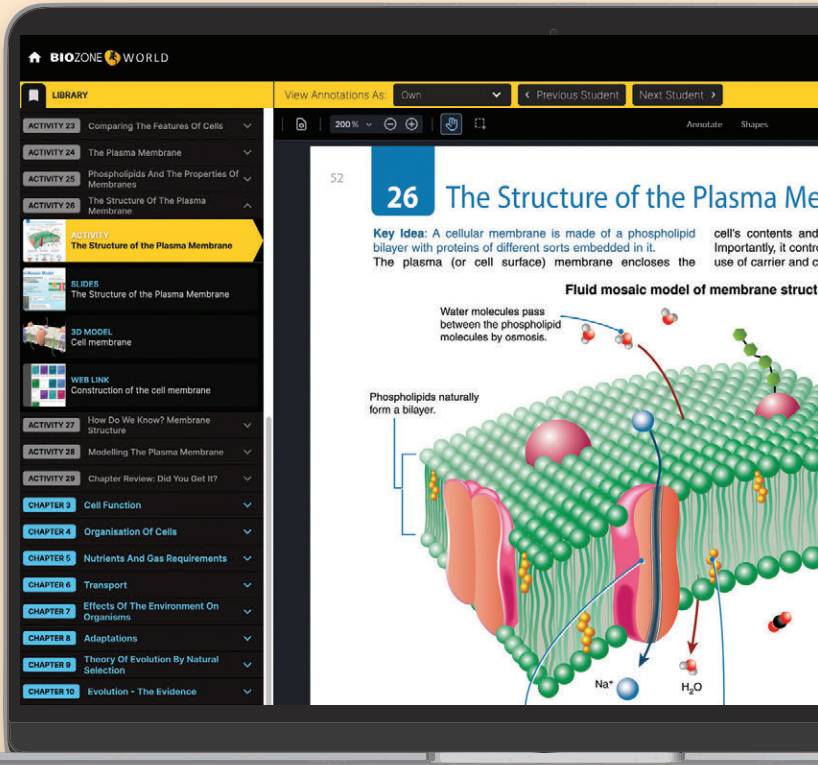 BIOZONE WORLD
LIBRARY
View Annotations As: Own
Previous Student
Next Student
ACTIVITY 23 Comparing The Features Of Cells
ACTIVITY 24 The Plasma Membrane
ACTIVITY 25 Phospholipids And The Properties Of
Membranes
ACTIVITY 26 The Structure Of The Plasma
Membrane
ACTIVITY
The Structure of the Plasma Membrane
SLIDES
The Structure of the Plasma Membrane
3D MODEL
Cell membrane
WEB LINK
Construction of the cell membrane
ACTIVITY 27 How Do We Know? Membrane
Structure
ACTIVITY 28 Modelling The Plasma Membrane
ACTIVITY 29 Chapter Review: Did You Get It?
CHAPTER 3 Cell Function
CHAPTER 4 Organisation Of Cells
CHAPTER 5 Nutrients And Gas Requirements
CHAPTER 6 Transport
CHAPTER 7 Effects Of The Environment On
Organisms
CHAPTER 8 Adaptations
CHAPTER 9 Theory Of Evolution By Natural
Selection
CHAPTER 10 Evolution - The Evidence
200%
Annotate Shapes
52
26 The Structure of the Plasma Me
Key Idea: A cellular membrane is made of a phospholipid
bilayer with proteins of different sorts embedded in it.
The plasma (or cell surface) membrane encloses the
cell's contents and
Importantly, it contr
use of carrier and c
Fluid mosaic model of membrane struct
Water molecules pass
between the phospholipid
molecules by osmosis.
Phospholipids naturally
form a bilayer.
Na⁺
H₂O